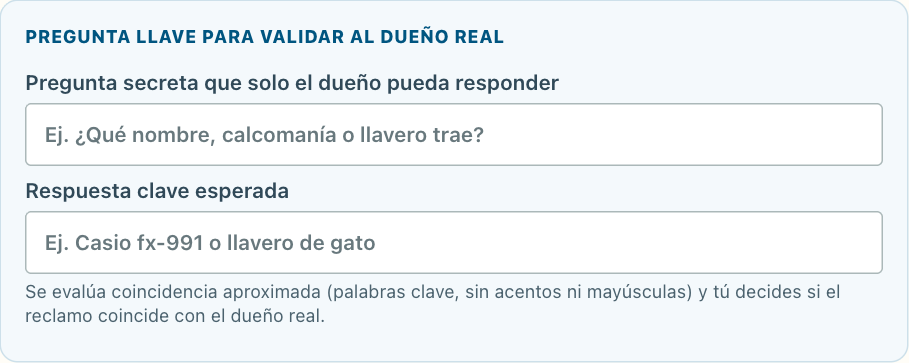 PREGUNTA LLAVE PARA VALIDAR AL DUEÑO REAL
Pregunta secreta que solo el dueño pueda responder
Ej. ¿Qué nombre, calcomanía o llavero trae?
Respuesta clave esperada
Ej. Casio fx-991 o llavero de gato
Se evalúa coincidencia aproximada (palabras clave, sin acentos ni mayúsculas) y tú decides si el
reclamo coincide con el dueño real.